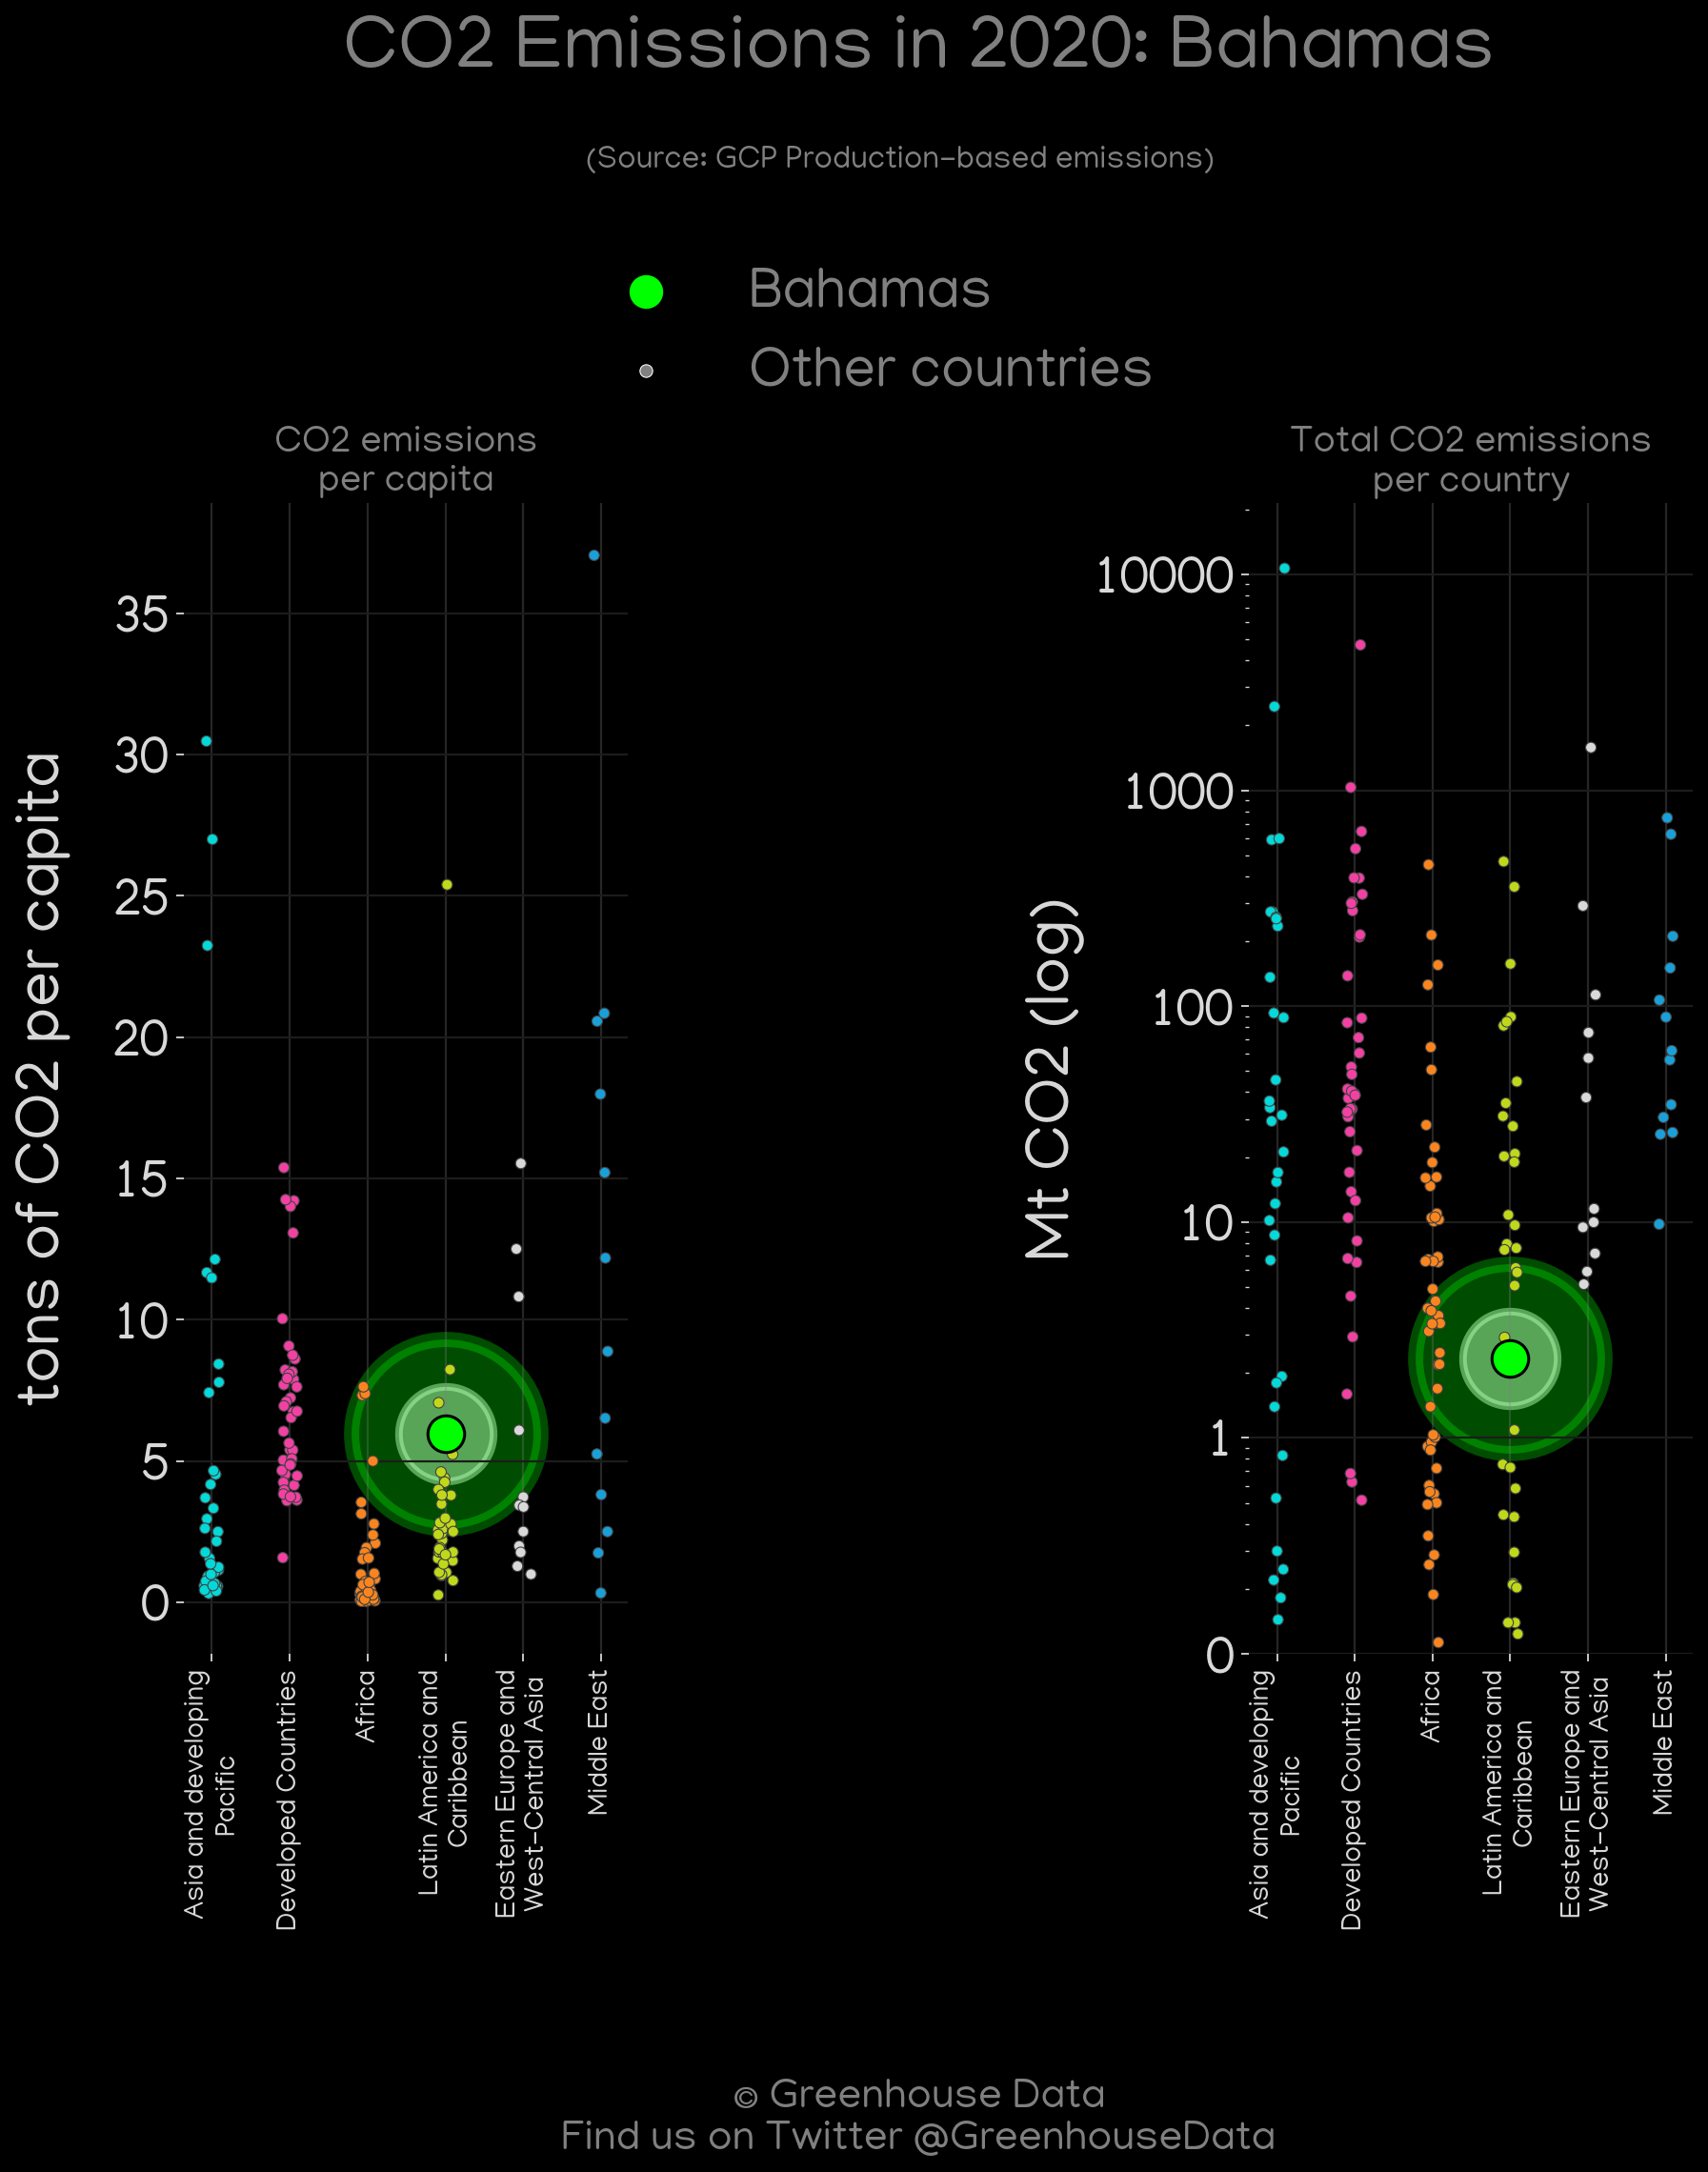 CO2 Emissions in 2020: Bahamas
(Source: GCP Production-based emissions)
Bahamas
Other countries
CO2 emissions
per capita
tons of CO2 per capita
35
30
25
20
15
10
5
0
Asia and developing
Pacific
Developed Countries
Africa
Latin America and
Caribbean
Eastern Europe and
West-Central Asia
Middle East
Total CO2 emissions
per country
Mt CO2 (log)
10000
1000
100
10
1
0
Asia and developing
Pacific
Developed Countries
Africa
Latin America and
Caribbean
Eastern Europe and
West-Central Asia
Middle East
© Greenhouse Data
Find us on Twitter @GreenhouseData